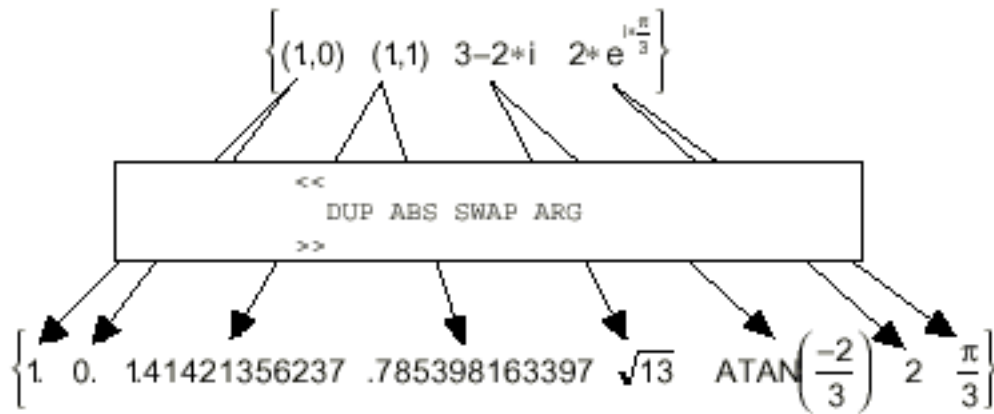 {(1,0) (1,1) 3−2*i 2*e^(i*π/3)}
<<
DUP ABS SWAP ARG
>>
{1. 0. 1.41421356237 .785398163397 √13 ATAN(−2/3) 2 π/3}